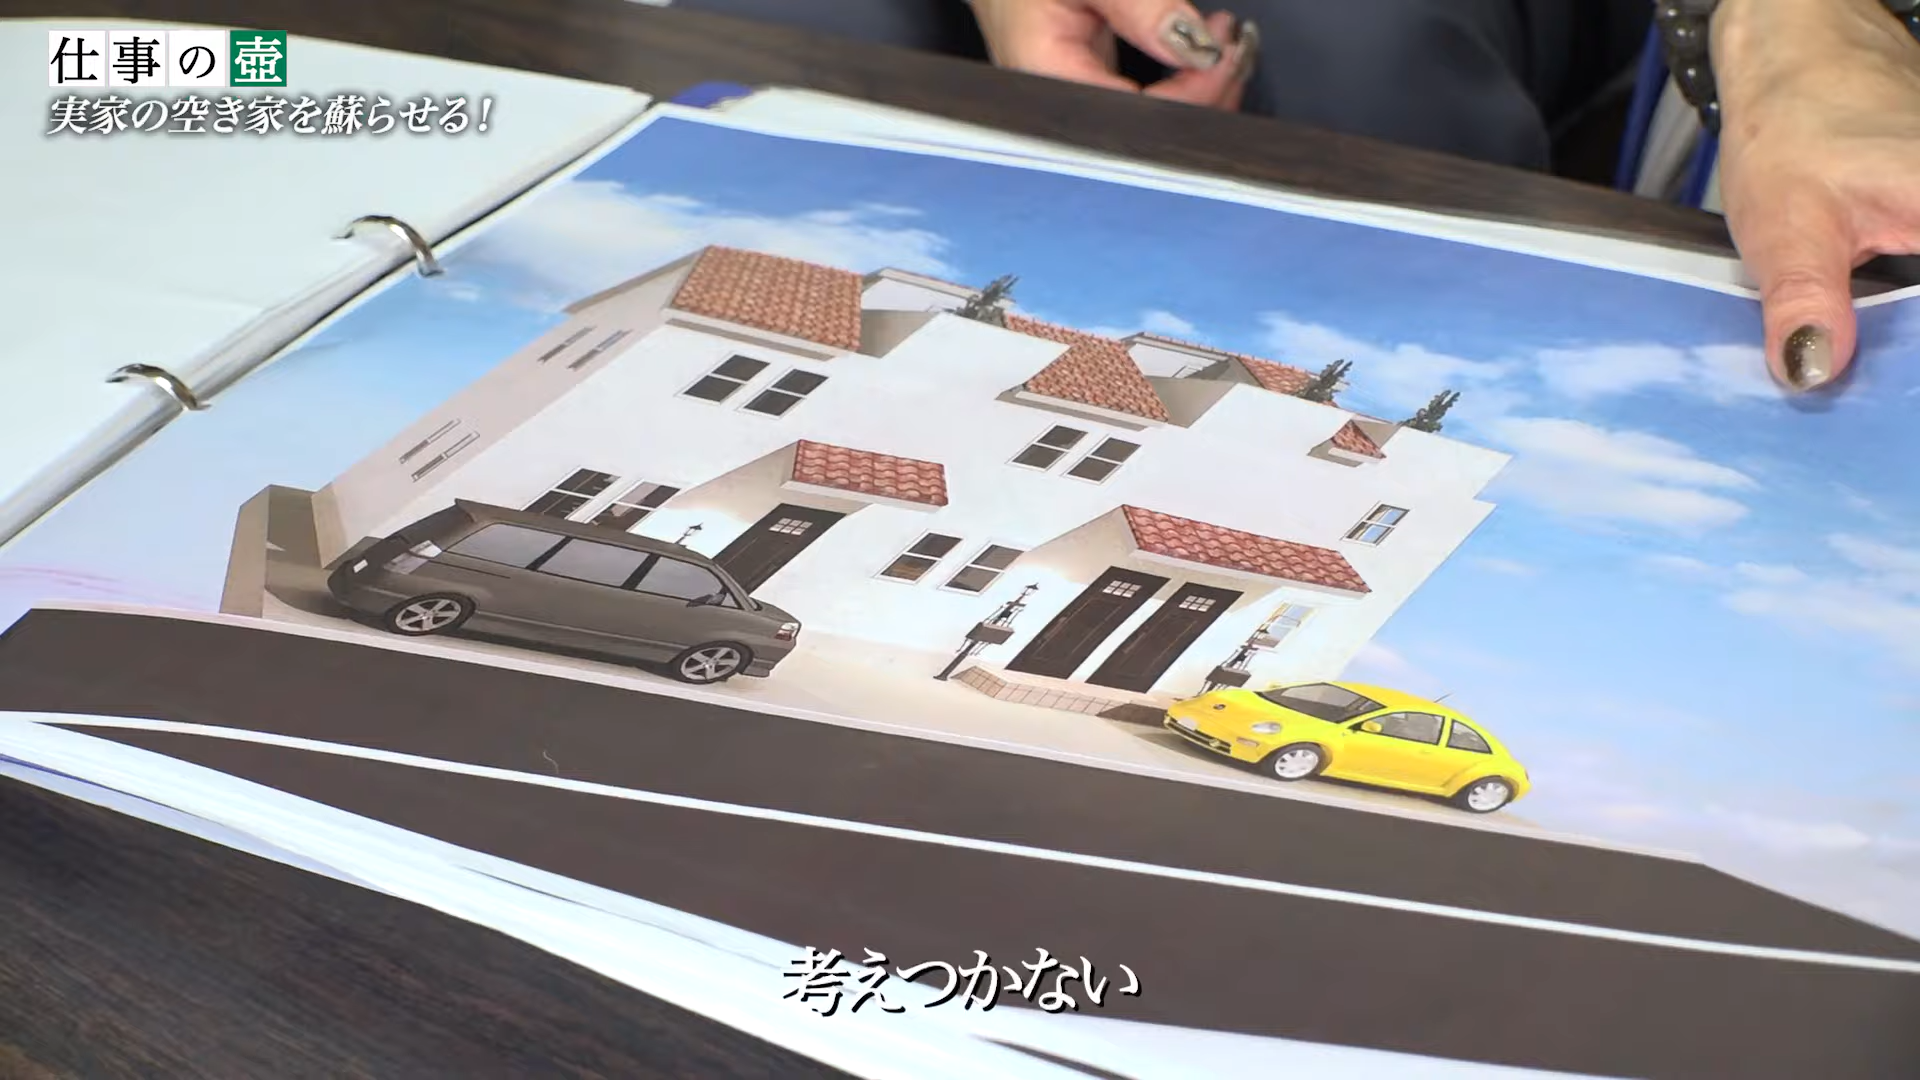 仕事の壺
実家の空き家を蘇らせる!
考えつかない